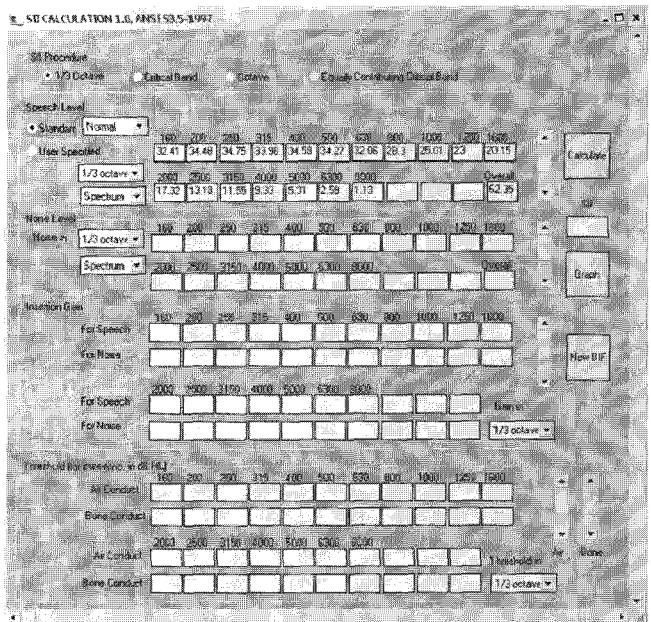 SII CALCULATION 1.0, ANSI S3.5-1997
SII Procedure
1/3 Octave Critical Band Octave Equally Contributing Critical Band
Speech Level
Standard Normal
160 200 250 315 400 500 630 800 1000 1250 1600
User Specified 32.41 34.48 34.75 33.98 34.59 34.27 32.06 28.3 25.01 23 20.15 Calculate
1/3 octave 2000 2500 3150 4000 5000 6300 8000 Overall
Spectrum 17.32 13.18 11.55 9.33 5.31 2.59 1.13 62.35
SII
Noise Level
160 200 250 315 400 500 630 800 1000 1250 1600
Noise in 1/3 octave
Spectrum 2000 2500 3150 4000 5000 6300 8000 Overall
Graph
Insertion Gain
160 200 250 315 400 500 630 800 1000 1250 1600
For Speech
For Noise New BIF
2000 2500 3150 4000 5000 6300 8000
For Speech
For Noise 1/3 octave
Threshold for Hearing, in dB HL
160 200 250 315 400 500 630 800 1000 1250 1600
Air Conduct
Bone Conduct
2000 2500 3150 4000 5000 6300 8000
Air Conduct Threshold in Air Bone
Bone Conduct 1/3 octave